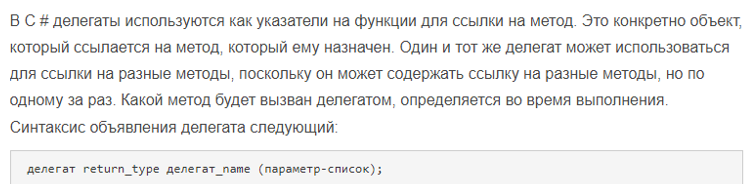 В C # делегаты используются как указатели на функции для ссылки на метод. Это конкретно объект,
который ссылается на метод, который ему назначен. Один и тот же делегат может использоваться
для ссылки на разные методы, поскольку он может содержать ссылку на разные методы, но по
одному за раз. Какой метод будет вызван делегатом, определяется во время выполнения.
Синтаксис объявления делегата следующий:
делегат return_type делегат_name (параметр-список);